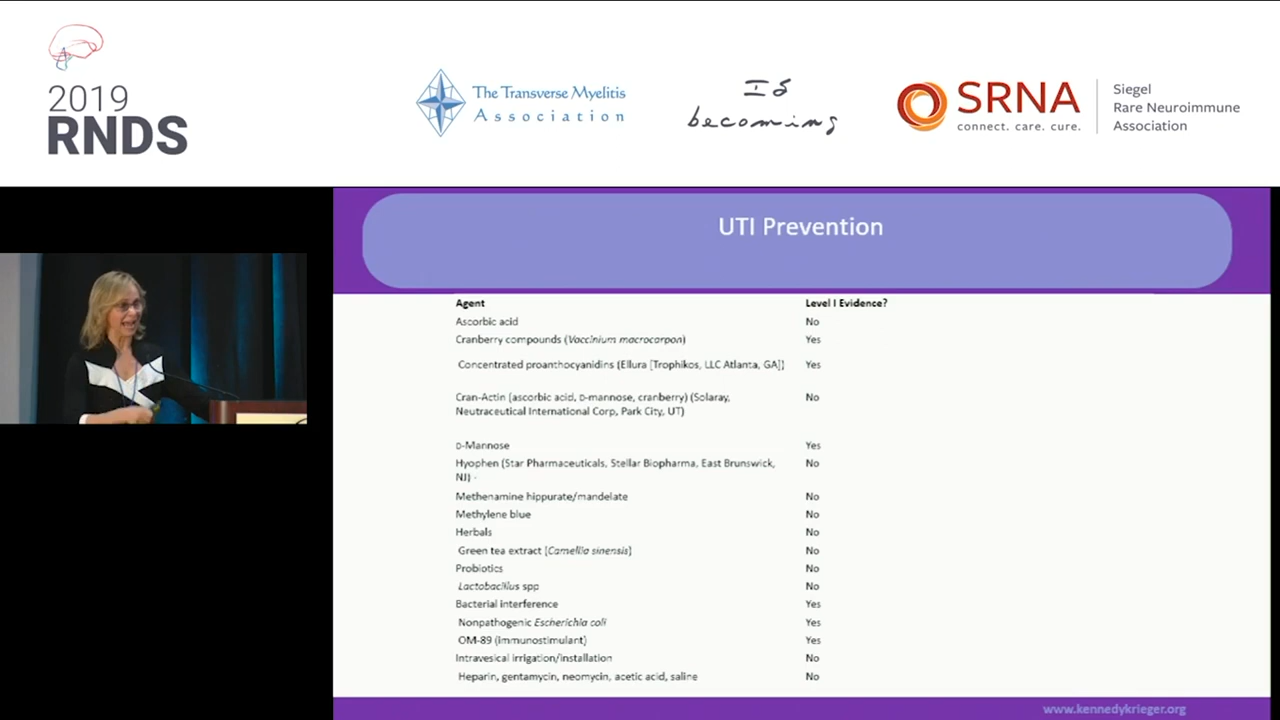 2019
RNDS
The Transverse Myelitis
Association
IS
becoming
SRNA
connect. care. cure.
Siegel
Rare Neuroimmune
Association
UTI Prevention
Agent Level I Evidence?
Ascorbic acid No
Cranberry compounds (Vaccinium macrocarpon) Yes
Concentrated proanthocyanidins (Ellura [Trophikos, LLC Atlanta, GA]) Yes
Cran-Actin (ascorbic acid, D-mannose, cranberry) (Solaray, No
Neutraceutical International Corp, Park City, UT)
D-Mannose Yes
Hyophen (Star Pharmaceuticals, Stellar Biopharma, East Brunswick, No
NJ) -
Methenamine hippurate/mandelate No
Methylene blue No
Herbals No
Green tea extract [Camellia sinensis] No
Probiotics No
Lactobacillus spp No
Bacterial interference Yes
Nonpathogenic Escherichia coli Yes
OM-89 (immunostimulant) Yes
Intravesical irrigation/installation No
Heparin, gentamycin, neomycin, acetic acid, saline No
www.kennedykrieger.org